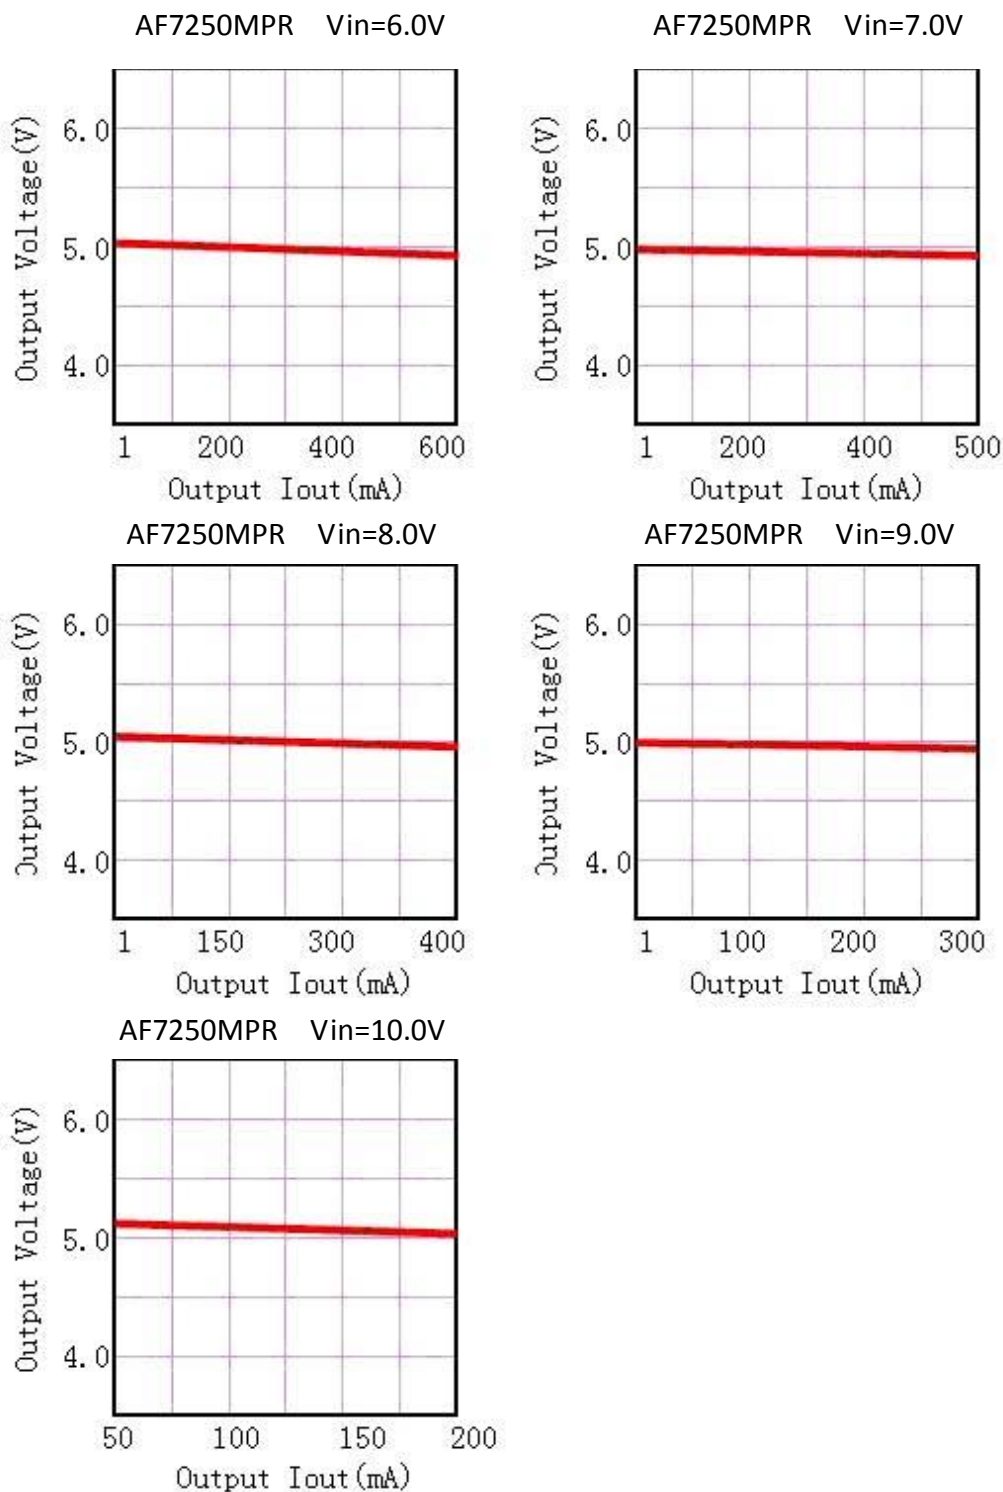 AF7250MPR Vin=6.0V
Output Voltage(V)
6.0
5.0
4.0
1 200 400 600
Output Iout(mA)
AF7250MPR Vin=7.0V
Output Voltage(V)
6.0
5.0
4.0
1 200 400 500
Output Iout(mA)
AF7250MPR Vin=8.0V
Output Voltage(V)
6.0
5.0
4.0
1 150 300 400
Output Iout(mA)
AF7250MPR Vin=9.0V
Output Voltage(V)
6.0
5.0
4.0
1 100 200 300
Output Iout(mA)
AF7250MPR Vin=10.0V
Output Voltage(V)
6.0
5.0
4.0
50 100 150 200
Output Iout(mA)